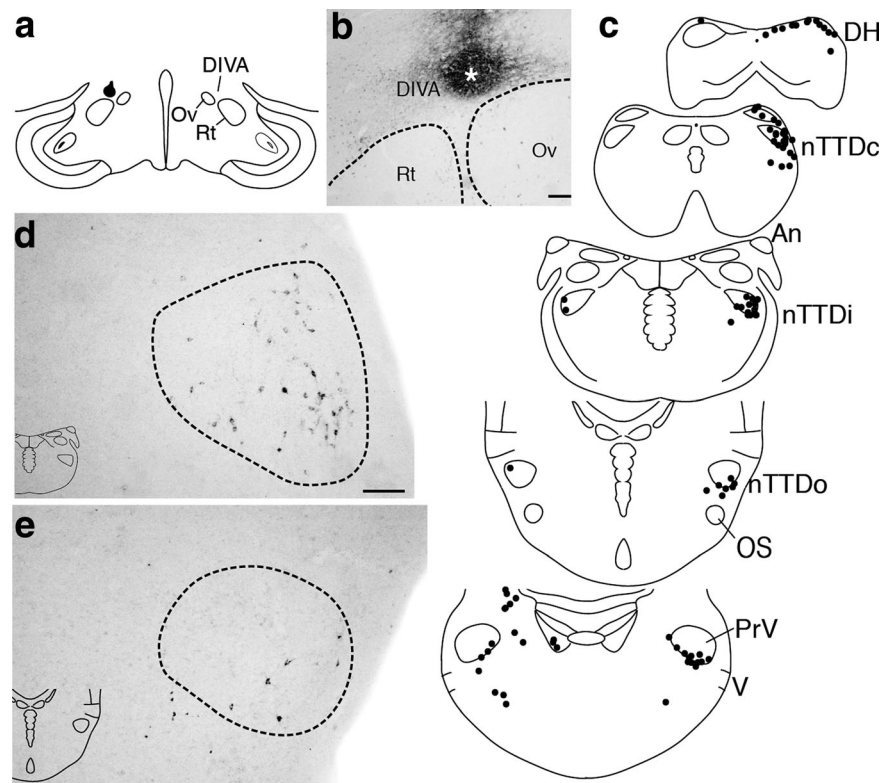 a
DIVA
Ov
Rt
b
*
DIVA
Rt
Ov
c
DH
nTTDc
An
nTTDi
nTTDo
OS
PrV
V
d
e